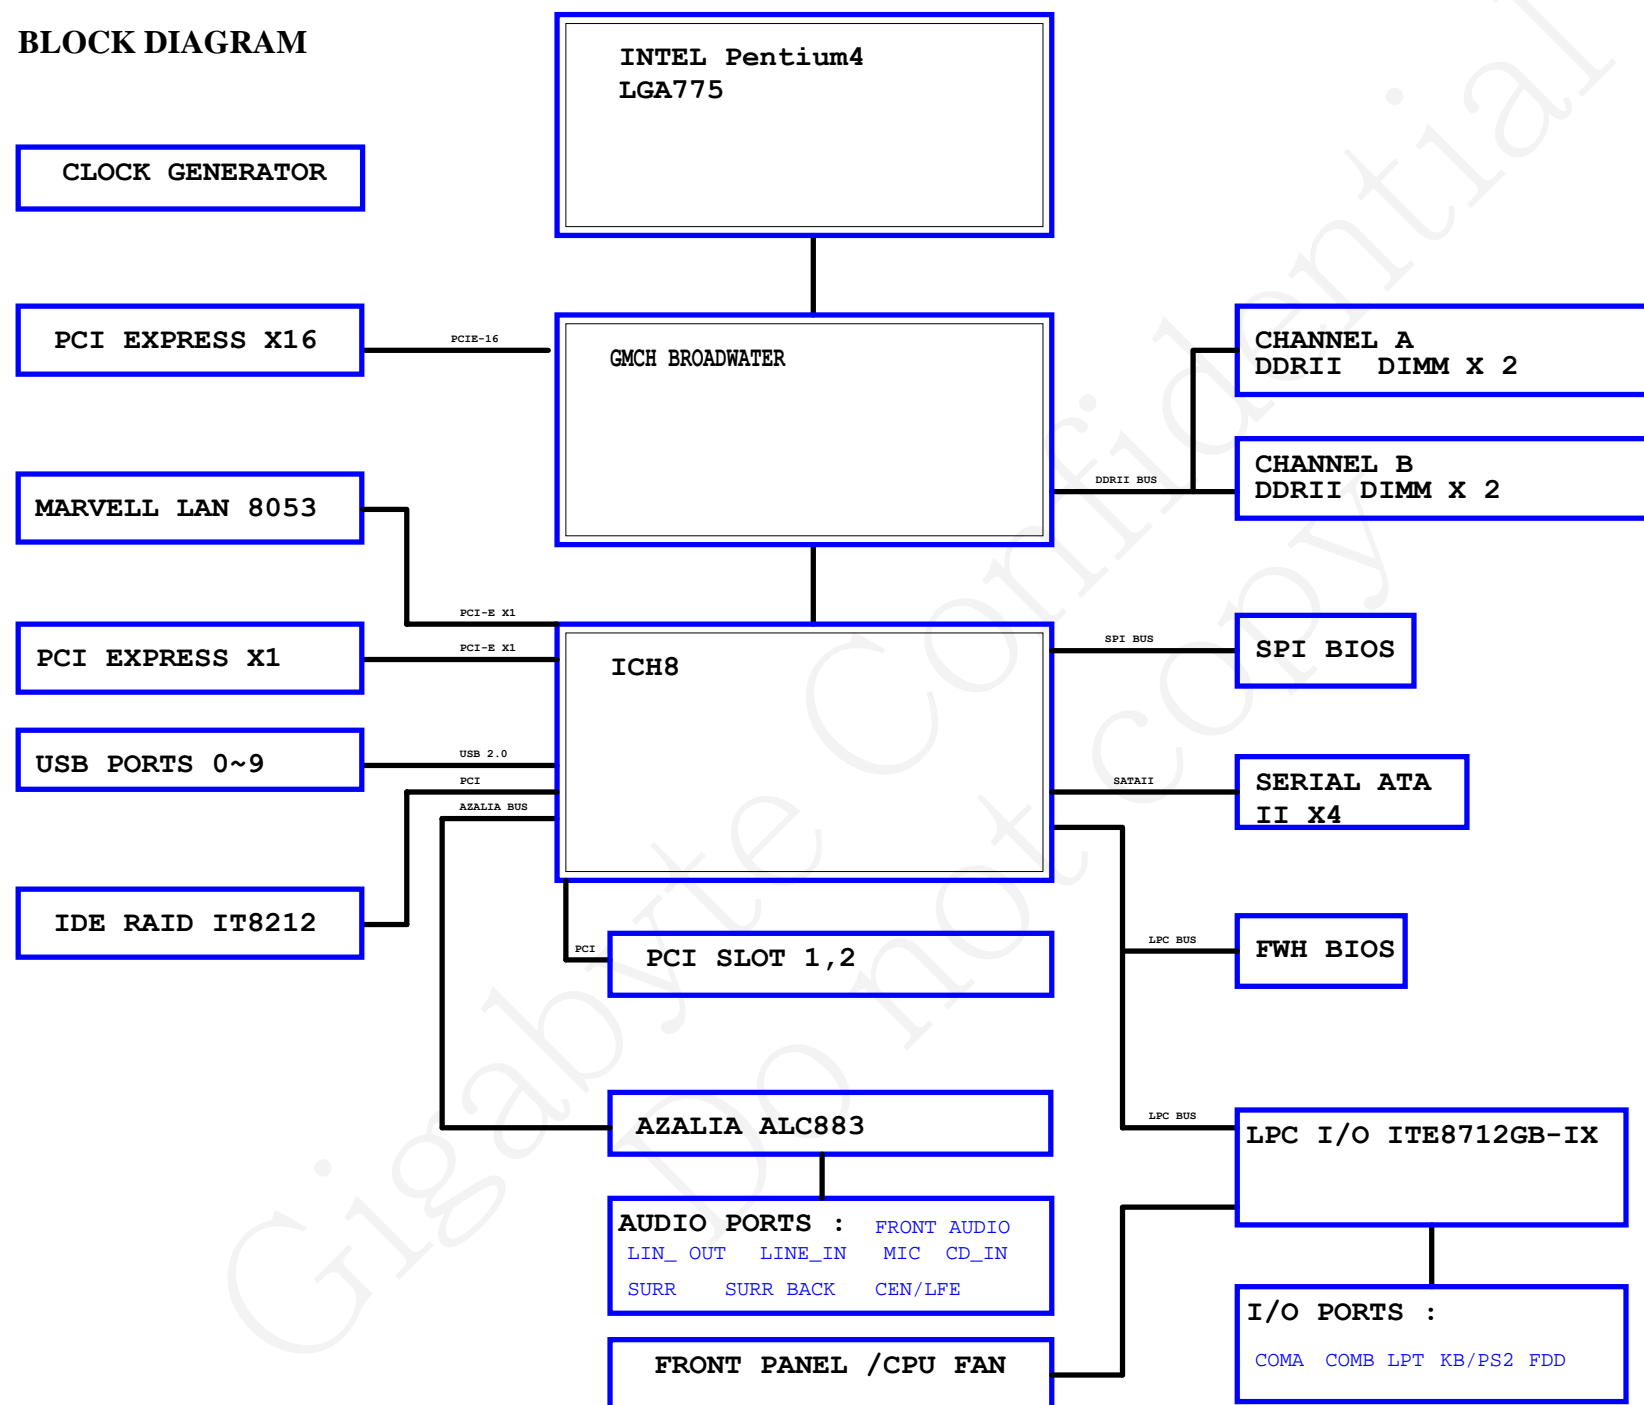 BLOCK DIAGRAM
INTEL Pentium4
LGA775
CLOCK GENERATOR
PCI EXPRESS X16
PCIE-16
GMCH BROADWATER
CHANNEL A
DDRII DIMM X 2
CHANNEL B
DDRII DIMM X 2
DDRII BUS
MARVELL LAN 8053
PCI-E X1
PCI EXPRESS X1
PCI-E X1
ICH8
SPI BUS
SPI BIOS
USB PORTS 0~9
USB 2.0
PCI
AZALIA BUS
SATAII
SERIAL ATA
II X4
IDE RAID IT8212
PCI
PCI SLOT 1,2
LPC BUS
FWH BIOS
AZALIA ALC883
LPC BUS
LPC I/O ITE8712GB-IX
AUDIO PORTS : FRONT AUDIO
LIN_ OUT LINE_IN MIC CD_IN
SURR SURR BACK CEN/LFE
I/O PORTS :
COMA COMB LPT KB/PS2 FDD
FRONT PANEL /CPU FAN
Gigabyte Confidential
Do not copy